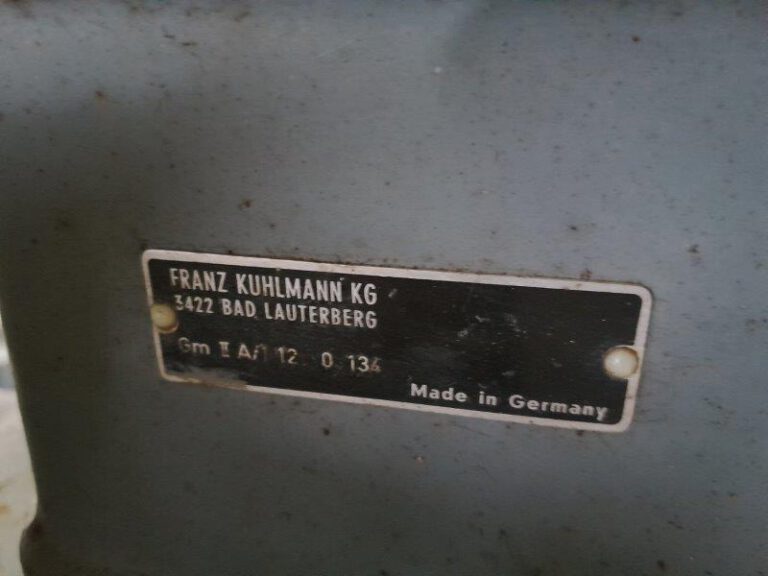 FRANZ KUHLMANN KG
3422 BAD LAUTERBERG
Gm II A/1 12 0 134
Made in Germany